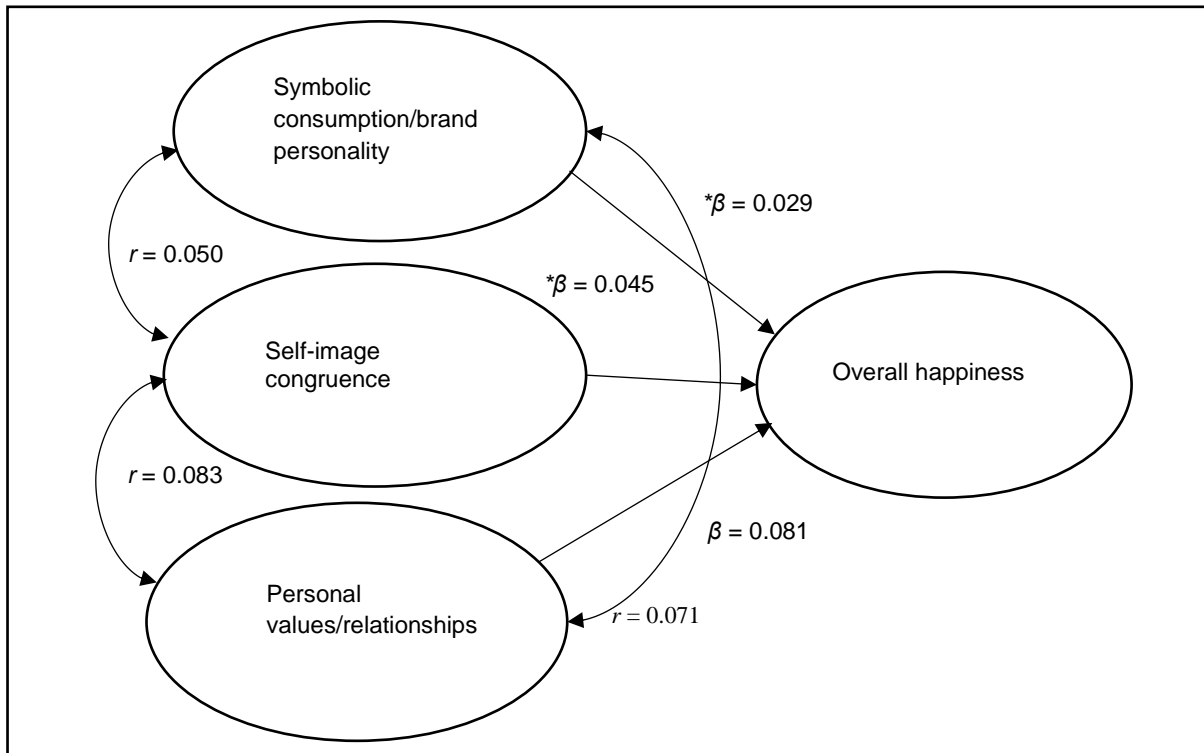 Symbolic
consumption/brand
personality
*β = 0.029
r = 0.050
*β = 0.045
Self-image
congruence
Overall happiness
r = 0.083
β = 0.081
Personal
values/relationships
r = 0.071